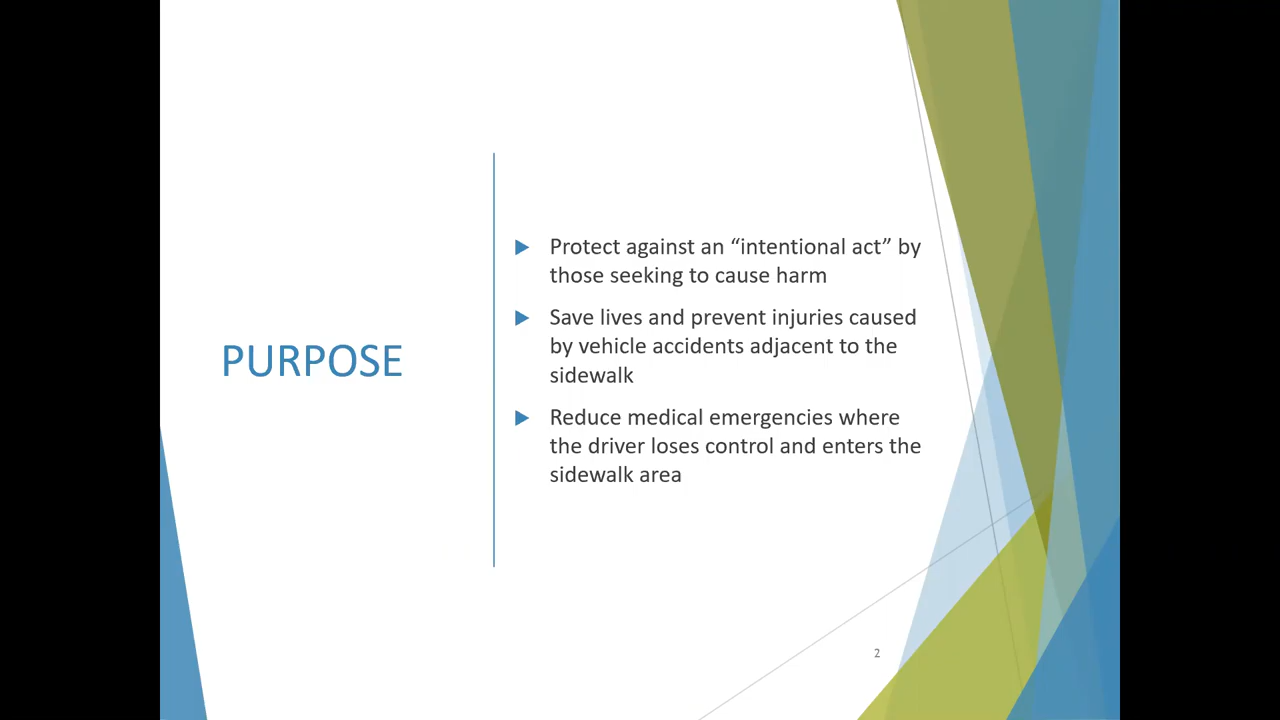 PURPOSE
Protect against an “intentional act” by
those seeking to cause harm
Save lives and prevent injuries caused
by vehicle accidents adjacent to the
sidewalk
Reduce medical emergencies where
the driver loses control and enters the
sidewalk area
2